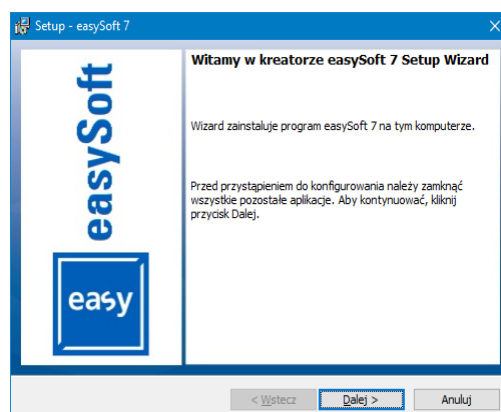 Setup - easySoft 7
easySoft
easy
Witamy w kreatorze easySoft 7 Setup Wizard
Wizard zainstaluje program easySoft 7 na tym komputerze.
Przed przystąpieniem do konfigurowania należy zamknąć
wszystkie pozostałe aplikacje. Aby kontynuować, kliknij
przycisk Dalej.
< Wstecz
Dalej >
Anuluj